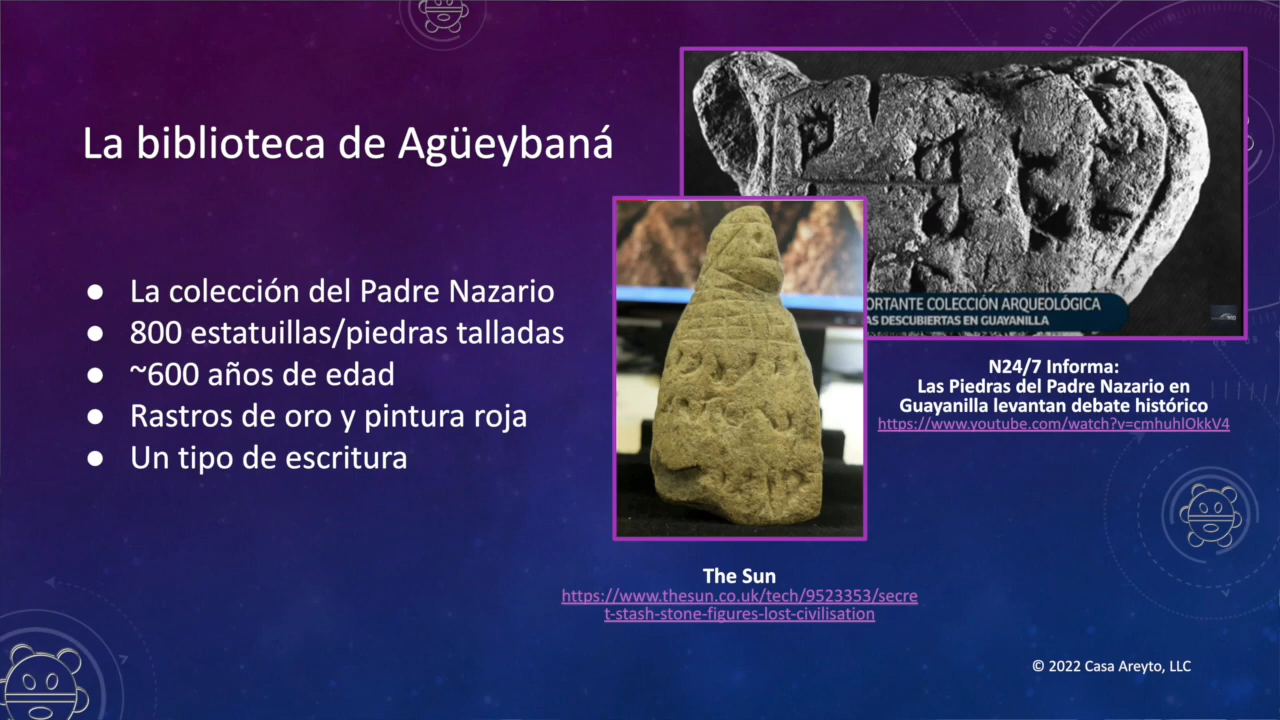 La biblioteca de Agüeybaná
● La colección del Padre Nazario
● 800 estatuillas/piedras talladas
● ~600 años de edad
● Rastros de oro y pintura roja
● Un tipo de escritura
ORTANTE COLECCIÓN ARQUEOLÓGICA
AS DESCUBIERTAS EN GUAYANILLA
N24/7 Informa:
Las Piedras del Padre Nazario en
Guayanilla levantan debate histórico
https://www.youtube.com/watch?v=cmhuhlOkkV4
The Sun
https://www.thesun.co.uk/tech/9523353/secre
t-stash-stone-figures-lost-civilisation
© 2022 Casa Areyto, LLC